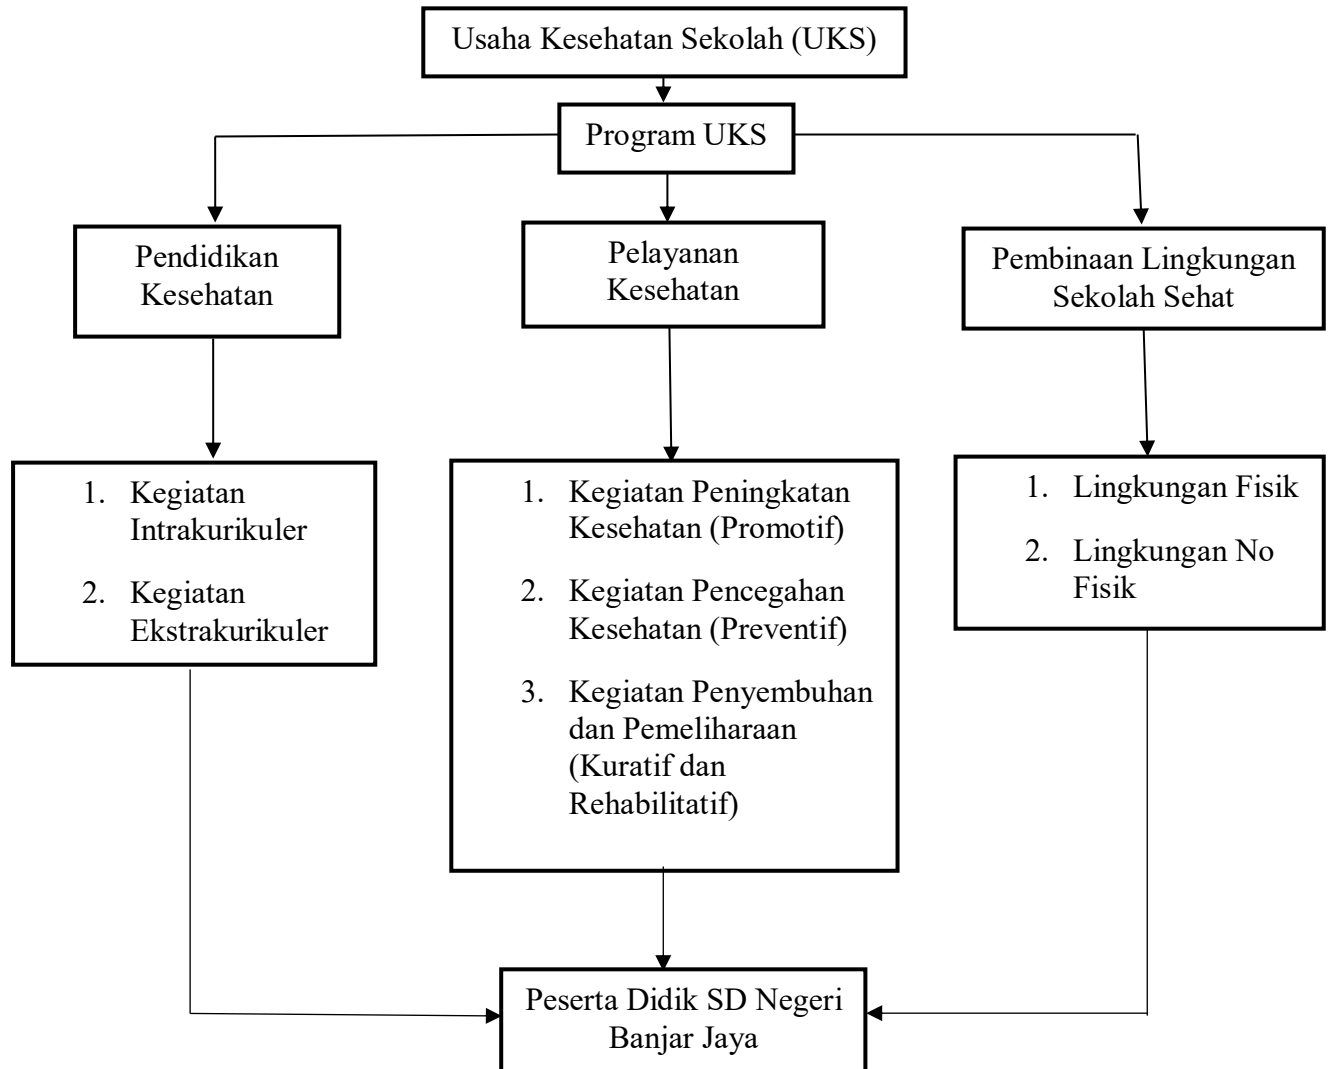 Usaha Kesehatan Sekolah (UKS)
Program UKS
Pendidikan
Kesehatan
Pelayanan
Kesehatan
Pembinaan Lingkungan
Sekolah Sehat
1. Kegiatan
Intrakurikuler
2. Kegiatan
Ekstrakurikuler
1. Kegiatan Peningkatan
Kesehatan (Promotif)
2. Kegiatan Pencegahan
Kesehatan (Preventif)
3. Kegiatan Penyembuhan
dan Pemeliharaan
(Kuratif dan
Rehabilitatif)
1. Lingkungan Fisik
2. Lingkungan No
Fisik
Peserta Didik SD Negeri
Banjar Jaya